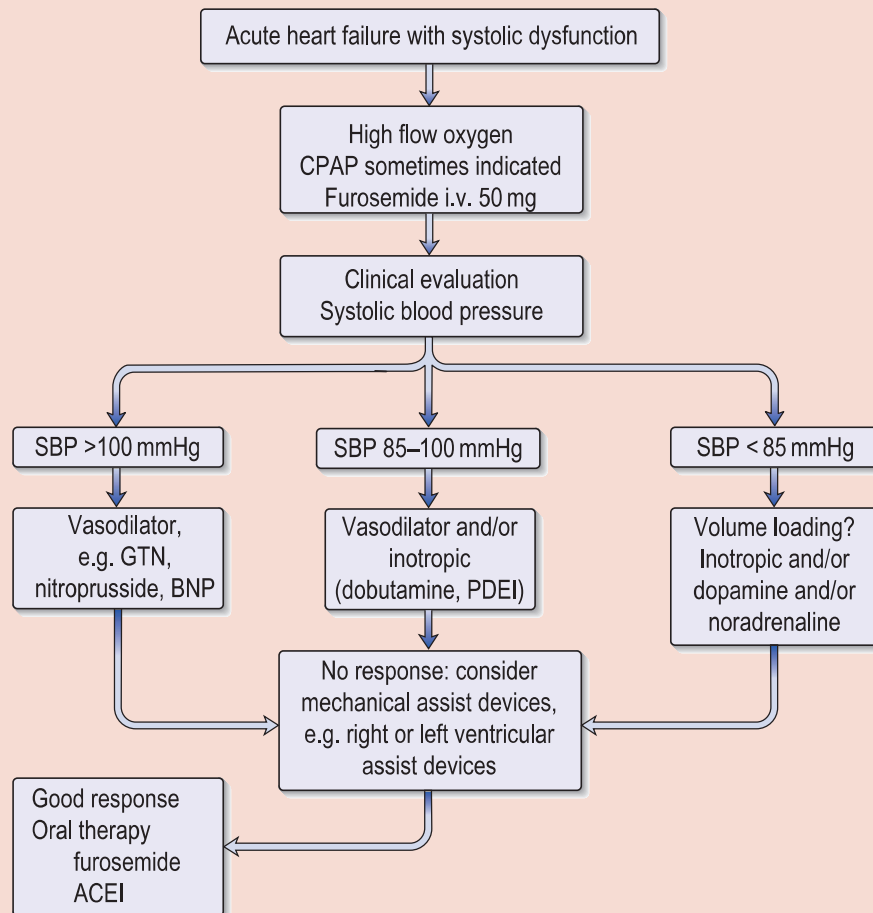 Acute heart failure with systolic dysfunction
High flow oxygen
CPAP sometimes indicated
Furosemide i.v. 50 mg
Clinical evaluation
Systolic blood pressure
SBP >100 mmHg
SBP 85–100 mmHg
SBP < 85 mmHg
Vasodilator,
e.g. GTN,
nitroprusside, BNP
Vasodilator and/or
inotropic
(dobutamine, PDEI)
Volume loading?
Inotropic and/or
dopamine and/or
noradrenaline
No response: consider
mechanical assist devices,
e.g. right or left ventricular
assist devices
Good response
Oral therapy
furosemide
ACEI